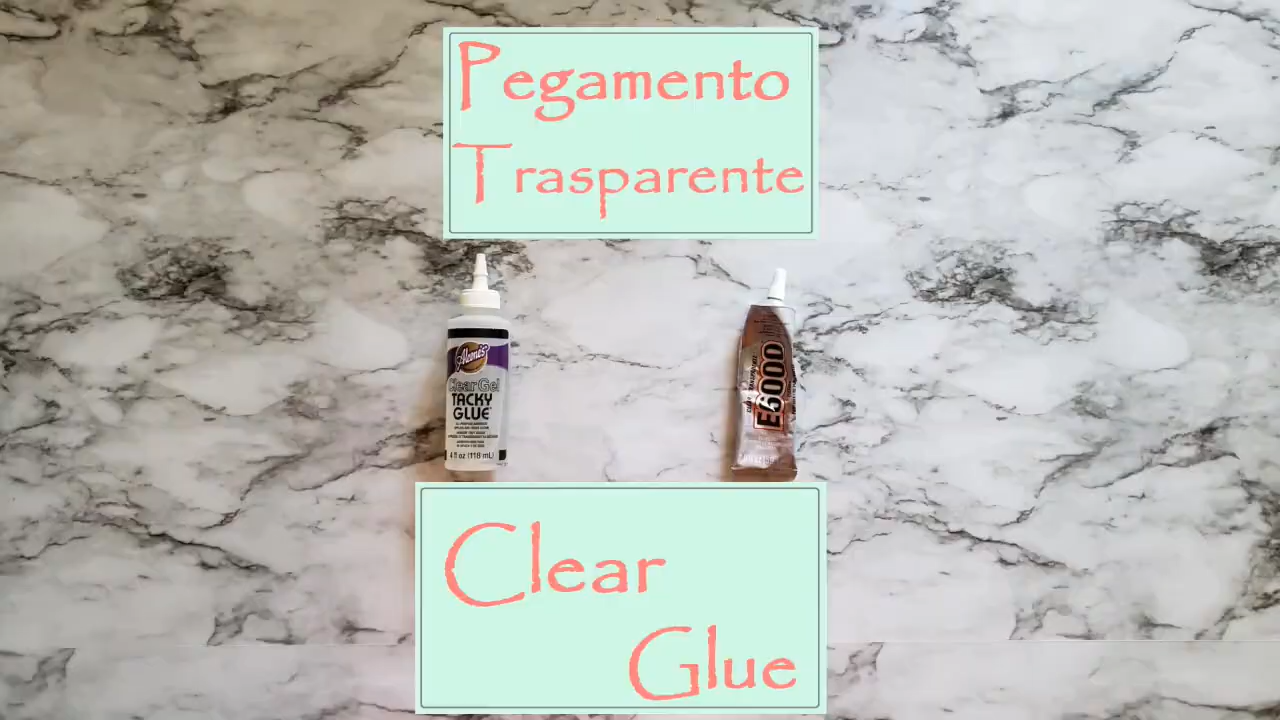 Pegamento
Trasparente
Aleene's
Clear Gel
TACKY
GLUE
4 fl oz (118 mL)
E6000
Clear
Glue